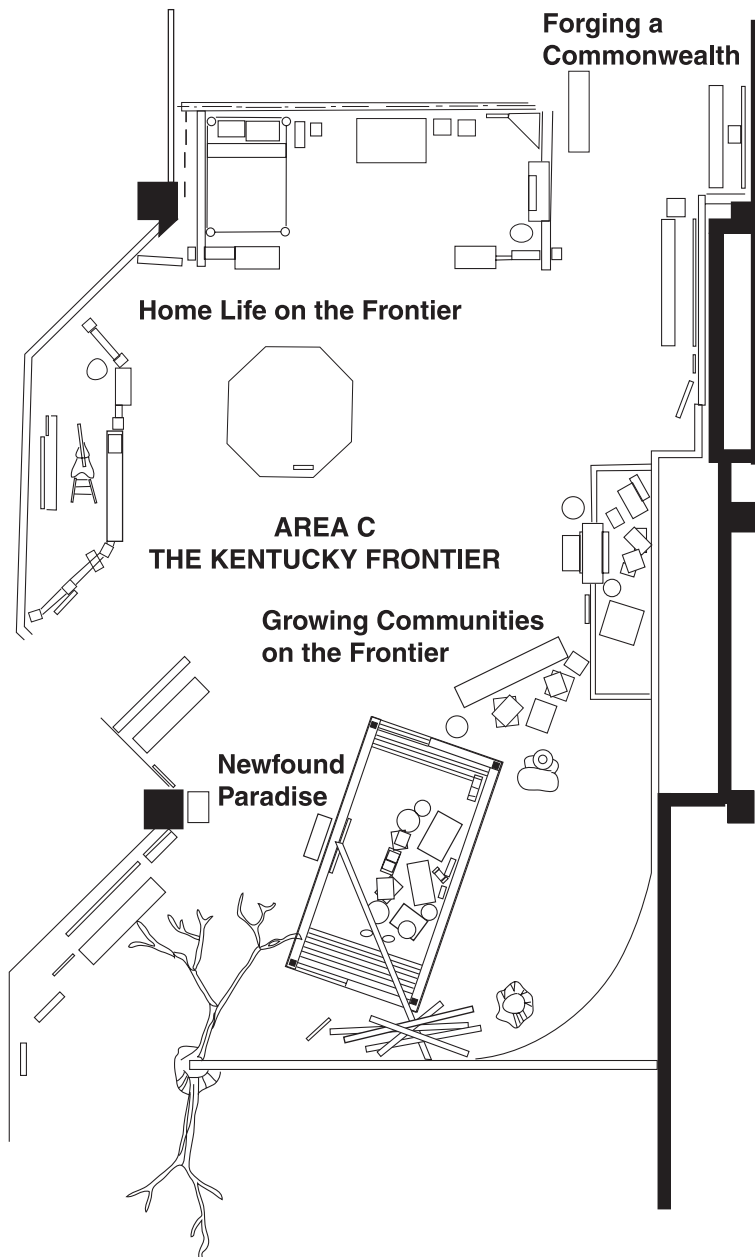 Forging a
Commonwealth
Home Life on the Frontier
AREA C
THE KENTUCKY FRONTIER
Growing Communities
on the Frontier
Newfound
Paradise